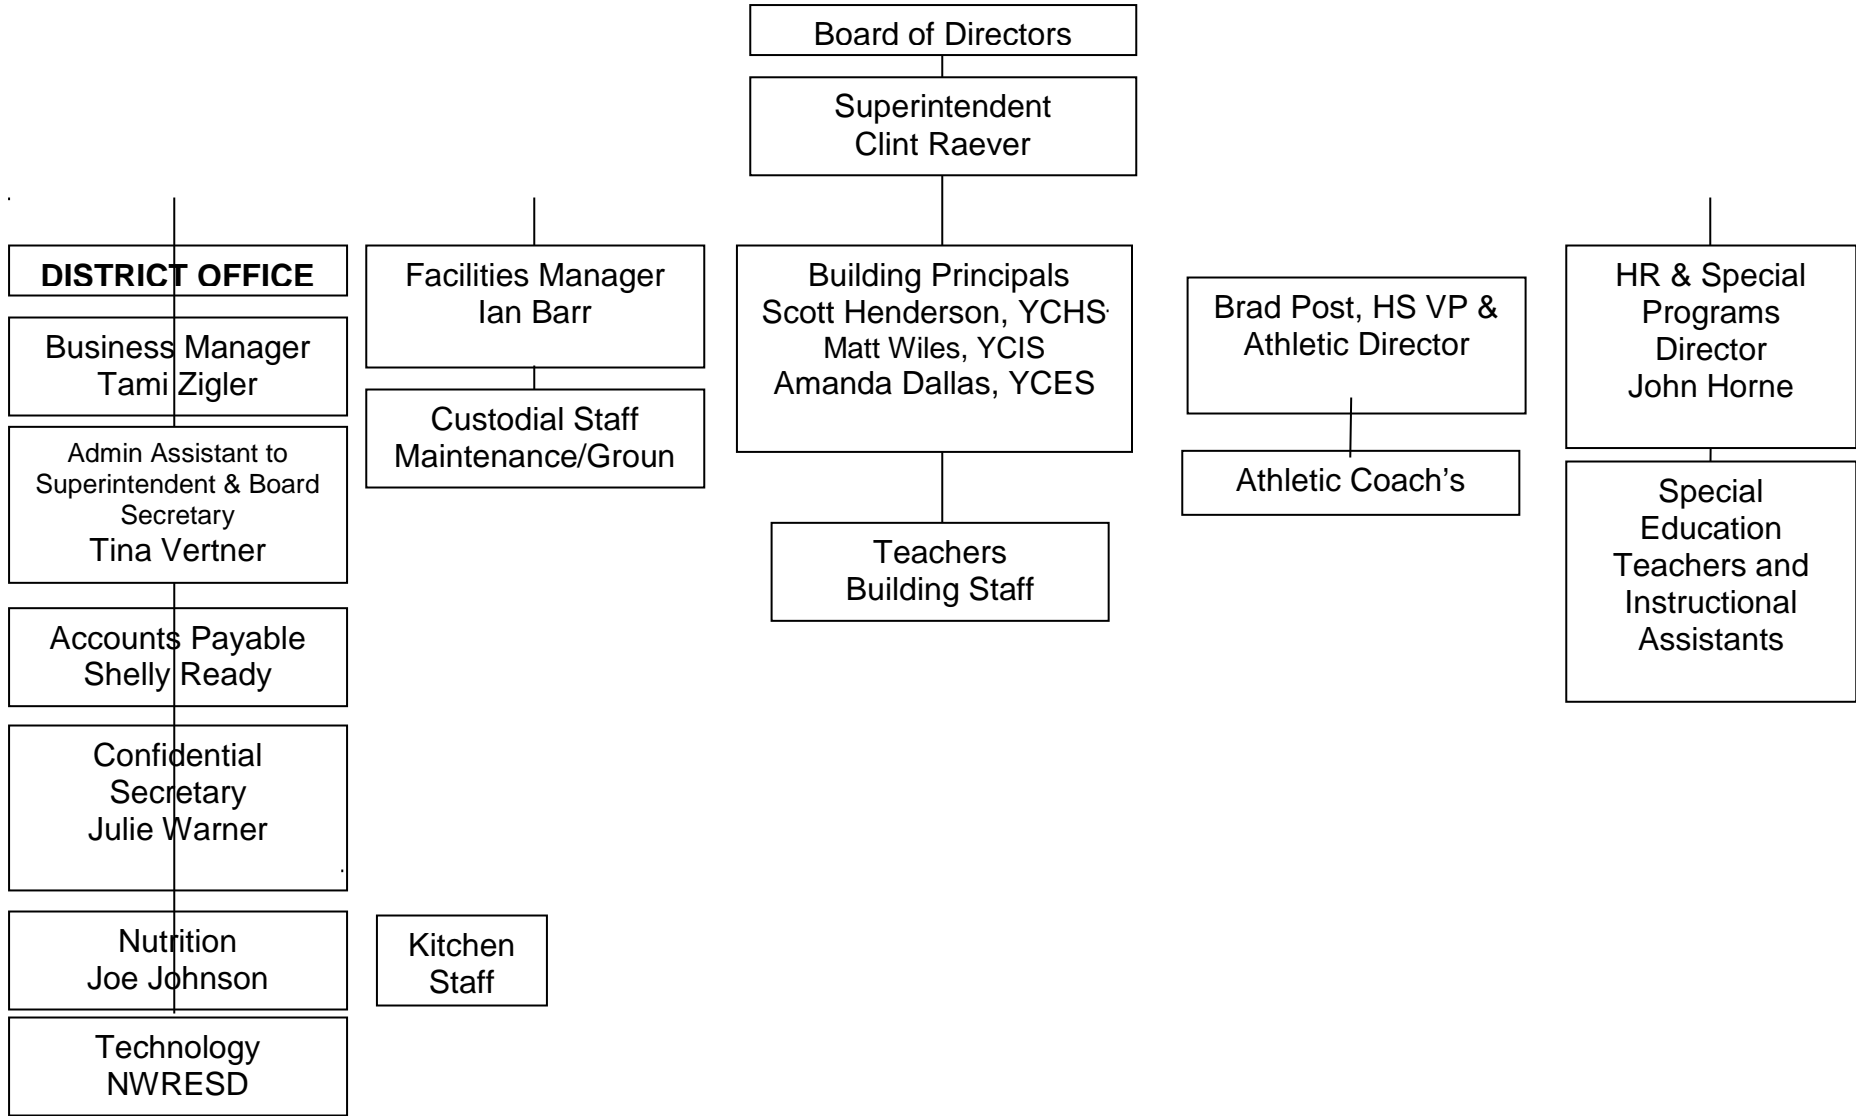 Board of Directors
Superintendent
Clint Raever
DISTRICT OFFICE
Business Manager
Tami Zigler
Admin Assistant to
Superintendent & Board
Secretary
Tina Vertner
Accounts Payable
Shelly Ready
Confidential
Secretary
Julie Warner
Nutrition
Joe Johnson
Technology
NWRESD
Facilities Manager
Ian Barr
Custodial Staff
Maintenance/Groun
Kitchen
Staff
Building Principals
Scott Henderson, YCHS
Matt Wiles, YCIS
Amanda Dallas, YCES
Teachers
Building Staff
Brad Post, HS VP &
Athletic Director
Athletic Coach’s
HR & Special
Programs
Director
John Horne
Special
Education
Teachers and
Instructional
Assistants